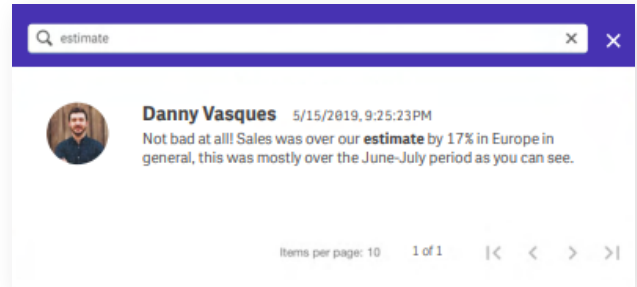 estimate
Danny Vasques 5/15/2019, 9:25:23PM
Not bad at all! Sales was over our estimate by 17% in Europe in
general, this was mostly over the June-July period as you can see.
Items per page: 10 1 of 1